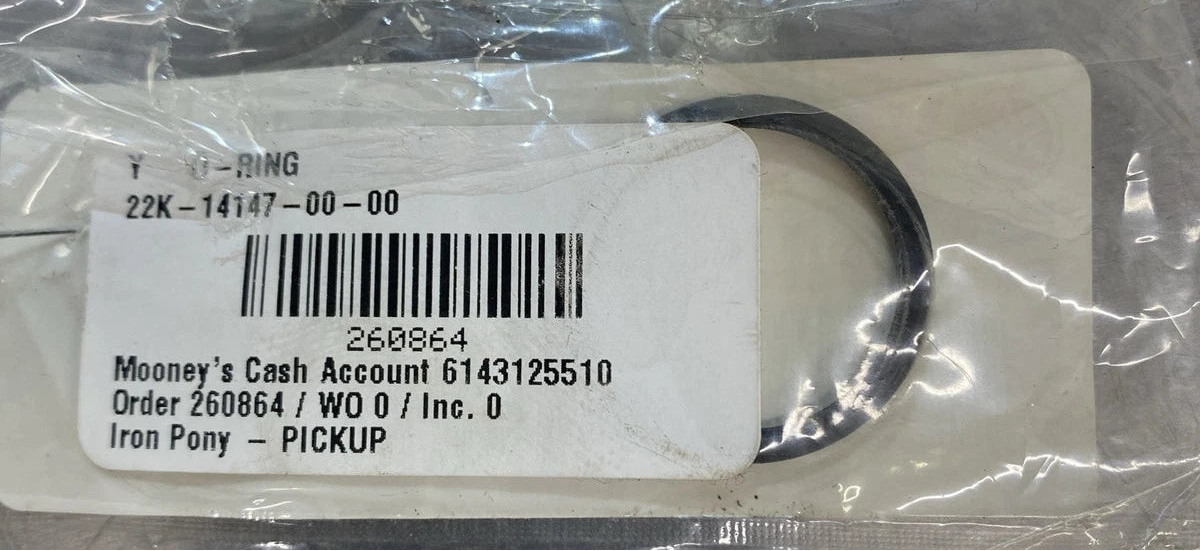 Y O-RING
22K-14147-00-00
260864
Mooney's Cash Account 6143125510
Order 260864 / WO 0 / Inc. 0
Iron Pony - PICKUP